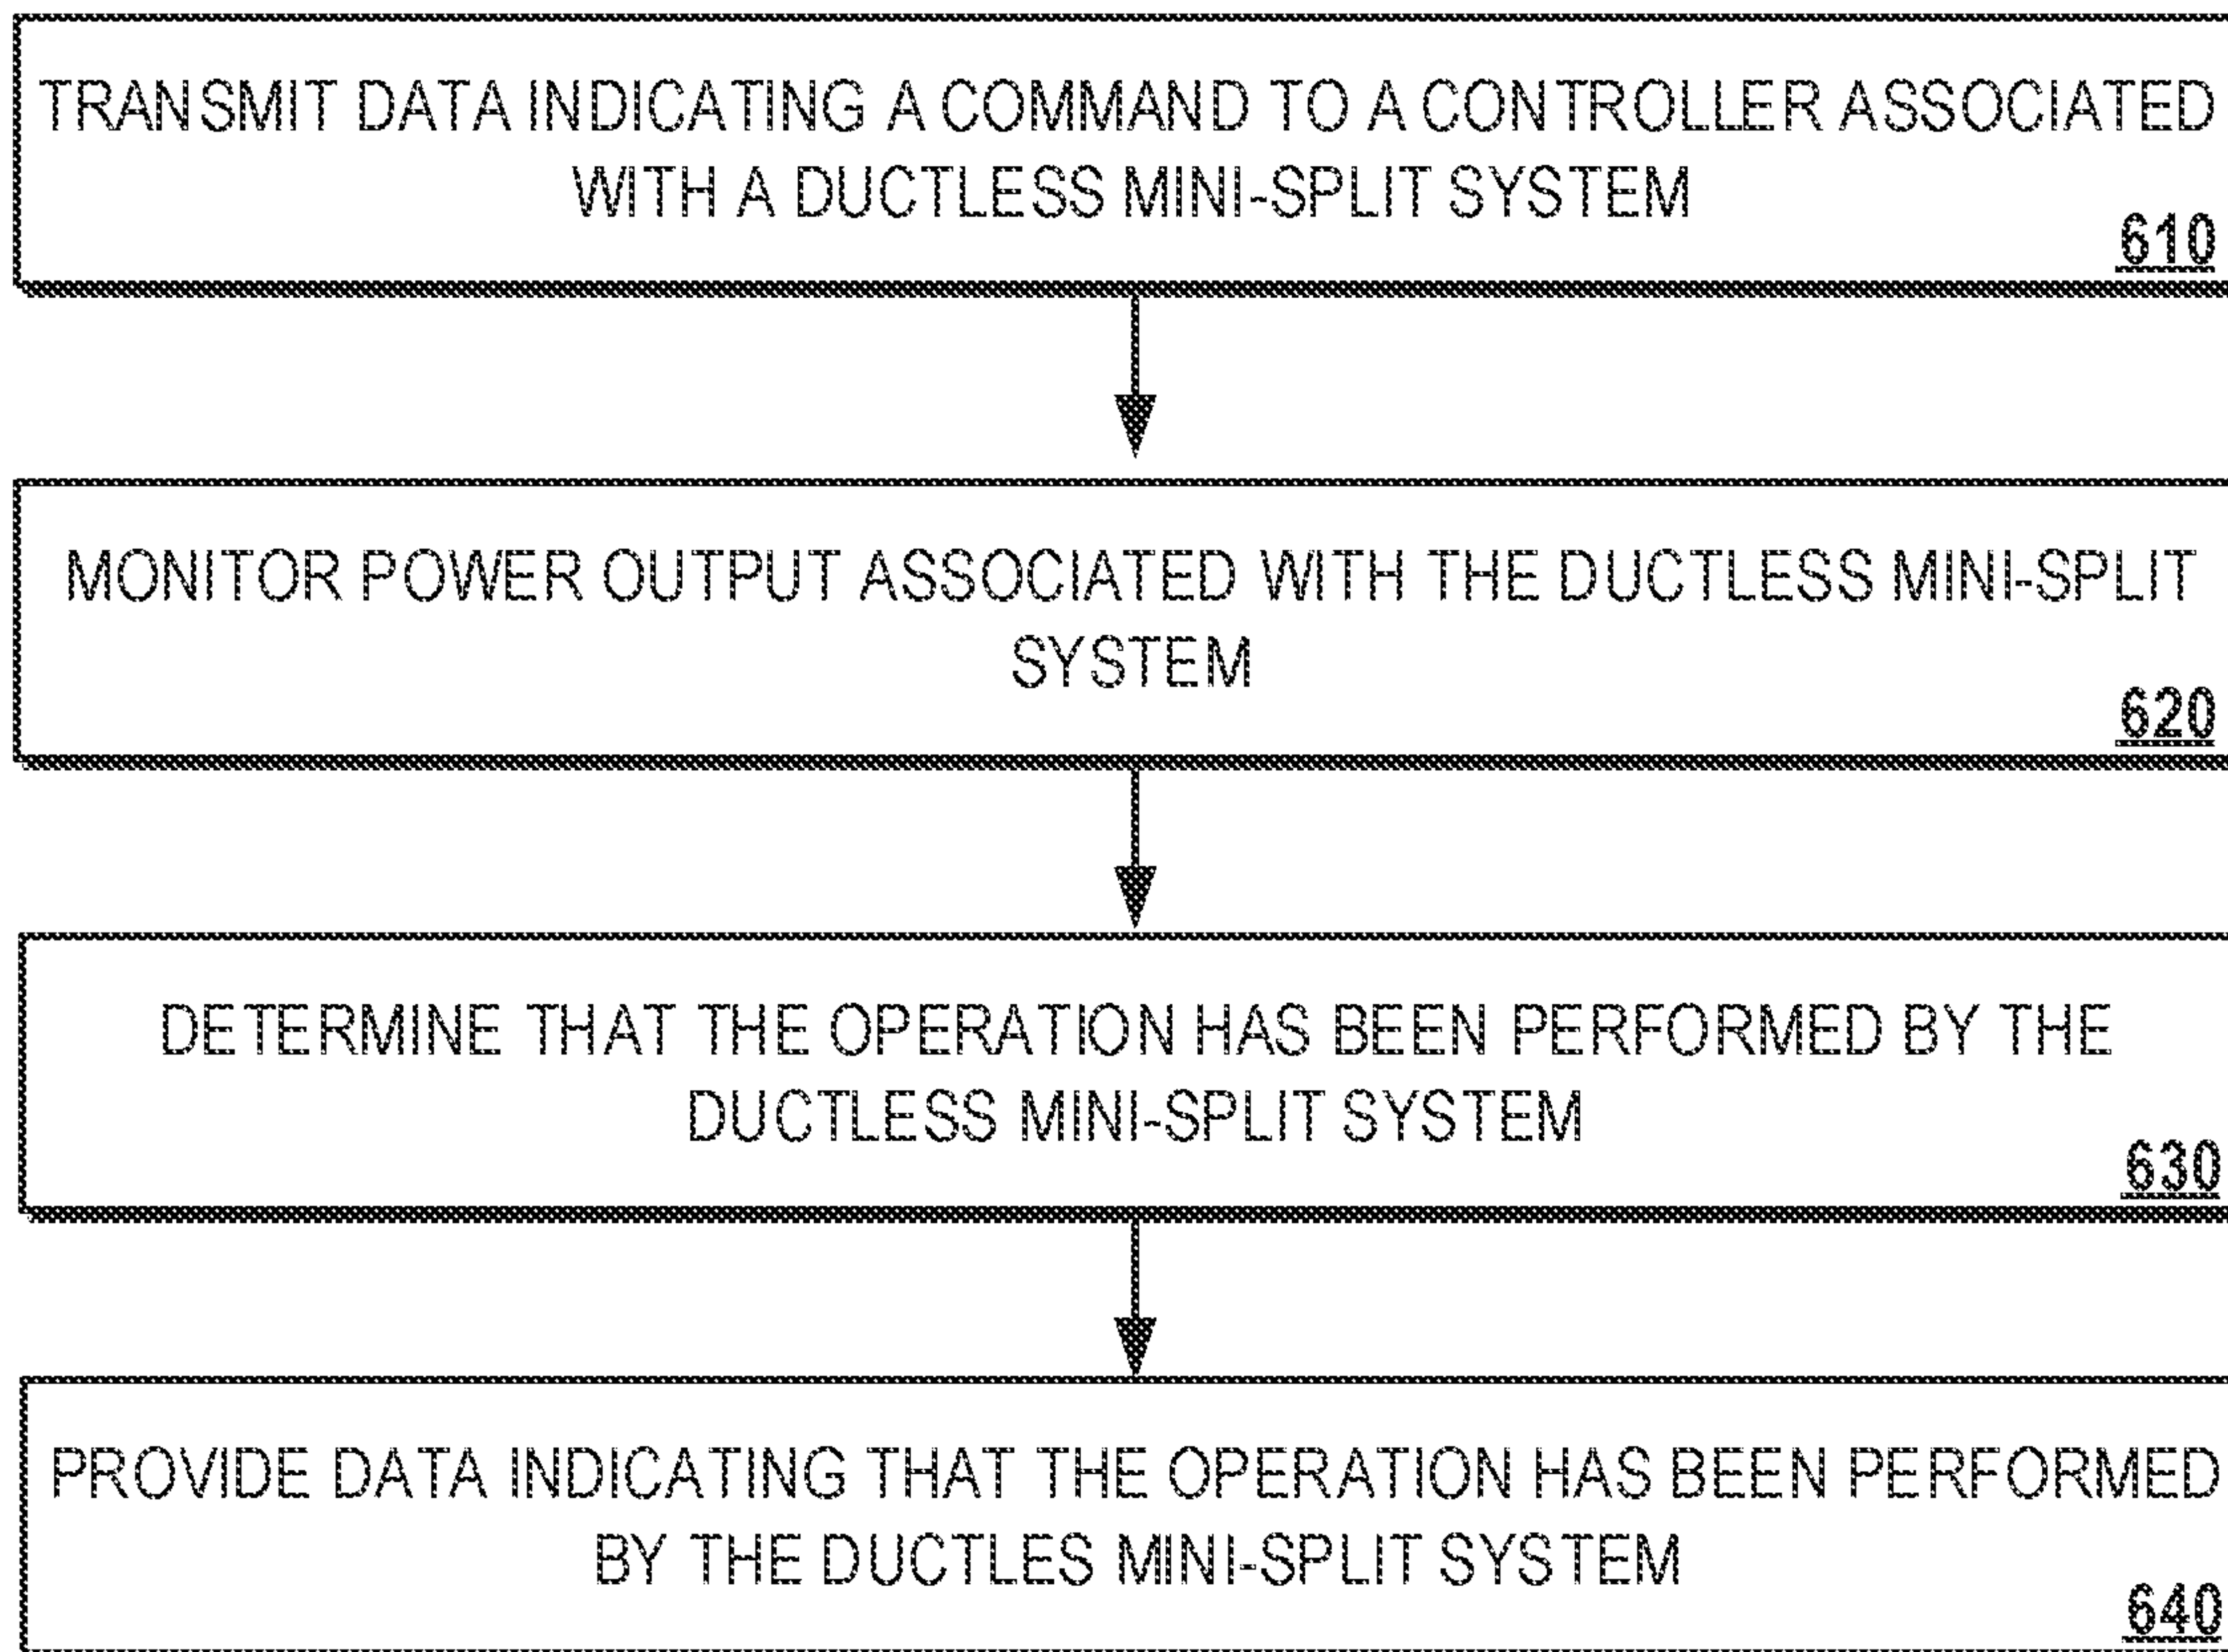 TRANSMIT DATA INDICATING A COMMAND TO A CONTROLLER ASSOCIATED
WITH A DUCTLESS MINI-SPLIT SYSTEM
610
MONITOR POWER OUTPUT ASSOCIATED WITH THE DUCTLESS MINI-SPLIT
SYSTEM
620
DETERMINE THAT THE OPERATION HAS BEEN PERFORMED BY THE
DUCTLESS MINI-SPLIT SYSTEM
630
PROVIDE DATA INDICATING THAT THE OPERATION HAS BEEN PERFORMED
BY THE DUCTLES MINI-SPLIT SYSTEM
640